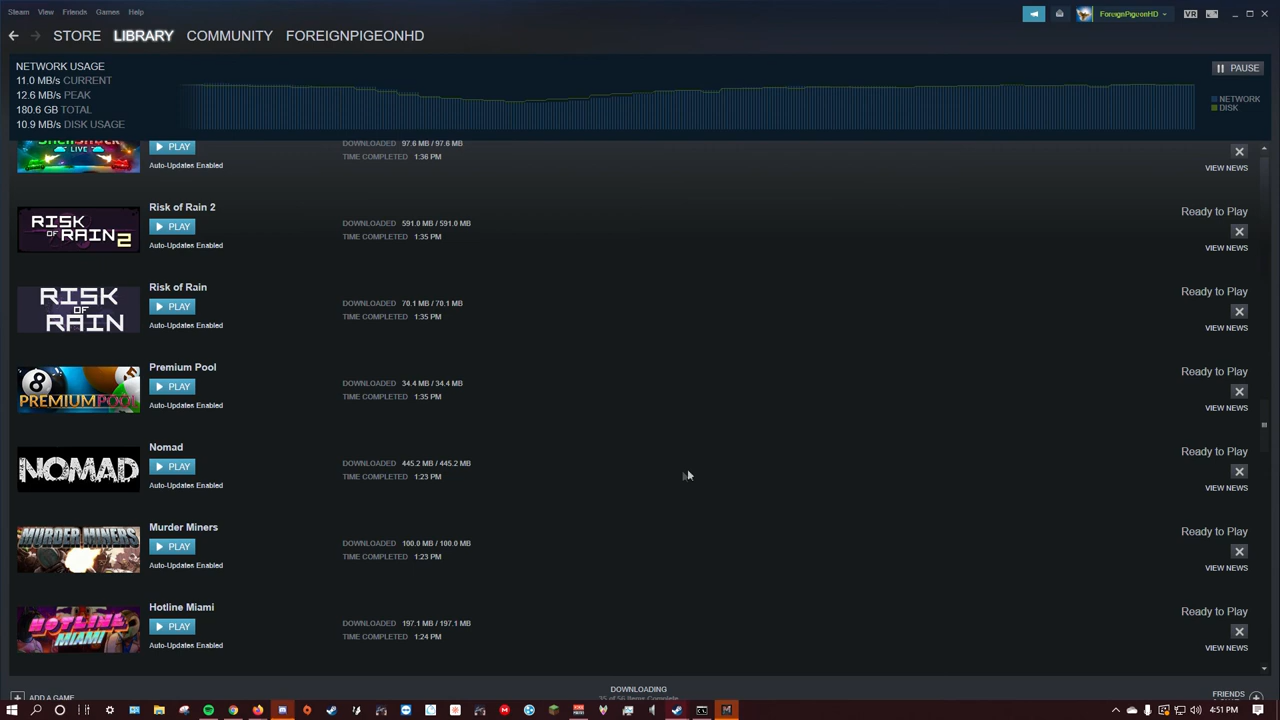 Steam View Friends Games Help
ForeignPigeonHD
VR
STORE LIBRARY COMMUNITY FOREIGNPIGEONHD
NETWORK USAGE
11.0 MB/s CURRENT
12.6 MB/s PEAK
180.6 GB TOTAL
10.9 MB/s DISK USAGE
PAUSE
NETWORK
DISK
LIVE
PLAY
Auto-Updates Enabled
DOWNLOADED 97.6 MB / 97.6 MB
TIME COMPLETED 1:36 PM
VIEW NEWS
RISK OF RAIN 2
Risk of Rain 2
PLAY
Auto-Updates Enabled
DOWNLOADED 591.0 MB / 591.0 MB
TIME COMPLETED 1:35 PM
Ready to Play
VIEW NEWS
RISK OF RAIN
Risk of Rain
PLAY
Auto-Updates Enabled
DOWNLOADED 70.1 MB / 70.1 MB
TIME COMPLETED 1:35 PM
Ready to Play
VIEW NEWS
8
PREMIUM POOL
Premium Pool
PLAY
Auto-Updates Enabled
DOWNLOADED 34.4 MB / 34.4 MB
TIME COMPLETED 1:35 PM
Ready to Play
VIEW NEWS
NOMAD
Nomad
PLAY
Auto-Updates Enabled
DOWNLOADED 445.2 MB / 445.2 MB
TIME COMPLETED 1:23 PM
Ready to Play
VIEW NEWS
MURDER MINERS
Murder Miners
PLAY
Auto-Updates Enabled
DOWNLOADED 100.0 MB / 100.0 MB
TIME COMPLETED 1:23 PM
Ready to Play
VIEW NEWS
HOTLINE MIAMI
Hotline Miami
PLAY
Auto-Updates Enabled
DOWNLOADED 197.1 MB / 197.1 MB
TIME COMPLETED 1:24 PM
Ready to Play
VIEW NEWS
ADD A GAME
DOWNLOADING
Items Complete
FRIENDS
4:51 PM